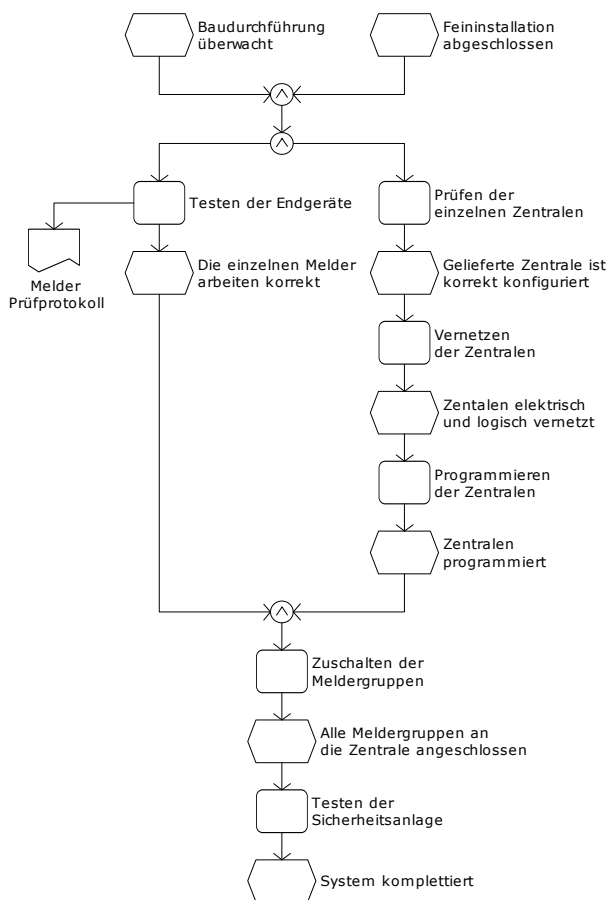 Baudurchführung
überwacht
Feininstallation
abgeschlossen
Testen der Endgeräte
Prüfen der
einzelnen Zentralen
Melder
Prüfprotokoll
Die einzelnen Melder
arbeiten korrekt
Gelieferte Zentrale ist
korrekt konfiguriert
Vernetzen
der Zentralen
Zentalen elektrisch
und logisch vernetzt
Programmieren
der Zentralen
Zentralen
programmiert
Zuschalten der
Meldergruppen
Alle Meldergruppen an
die Zentrale angeschlossen
Testen der
Sicherheitsanlage
System komplettiert